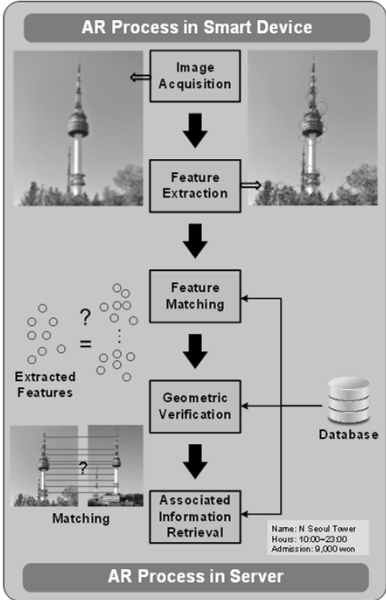 AR Process in Smart Device
Image
Acquisition
Feature
Extraction
Feature
Matching
?
=
Extracted
Features
Geometric
Verification
Database
?
Matching
Associated
Information
Retrieval
Name: N Seoul Tower
Hours: 10:00~23:00
Admission: 9,000 won
AR Process in Server